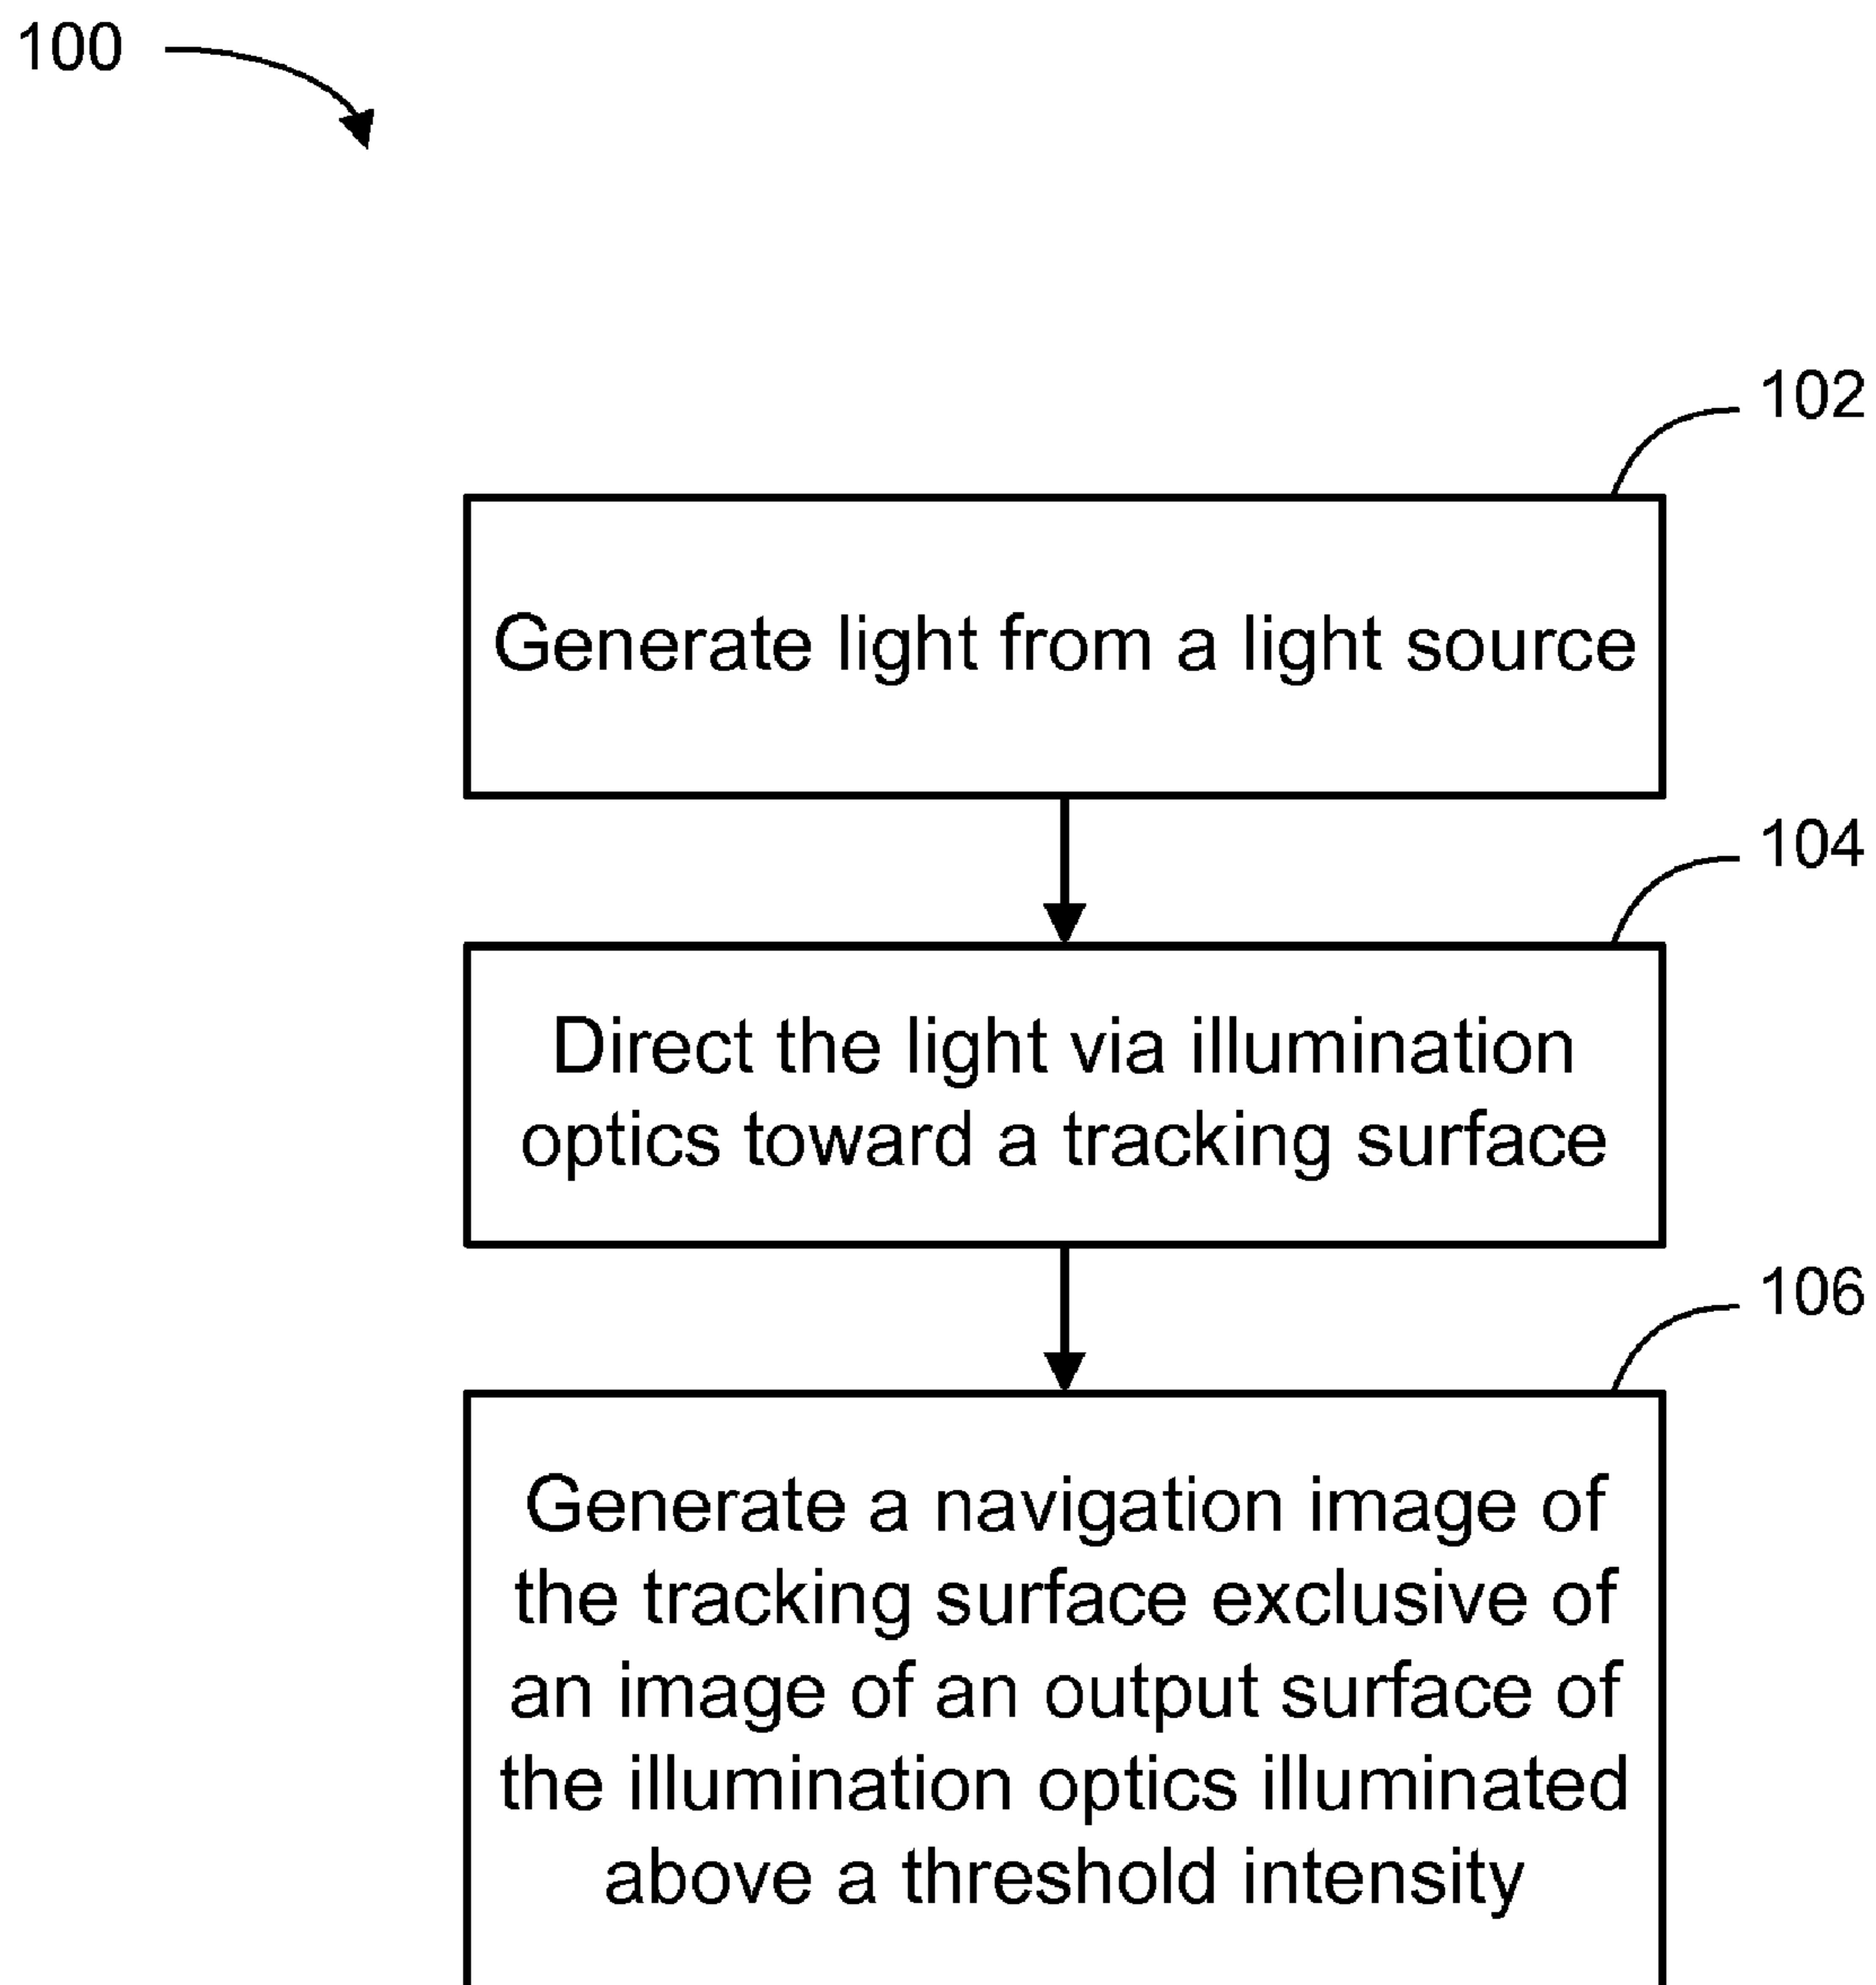 100
102
Generate light from a light source
104
Direct the light via illumination
optics toward a tracking surface
106
Generate a navigation image of
the tracking surface exclusive of
an image of an output surface of
the illumination optics illuminated
above a threshold intensity